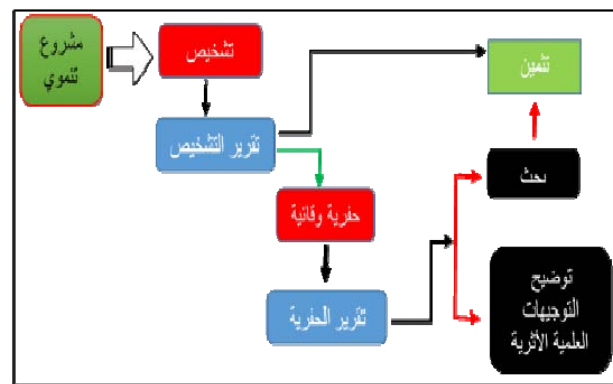 مشروع
تنموي
تشخيص
تثمين
تقرير التشخيص
بحث
حفرية وقائية
توضيح
التوجيهات
العلمية الأثرية
تقرير الحفرية